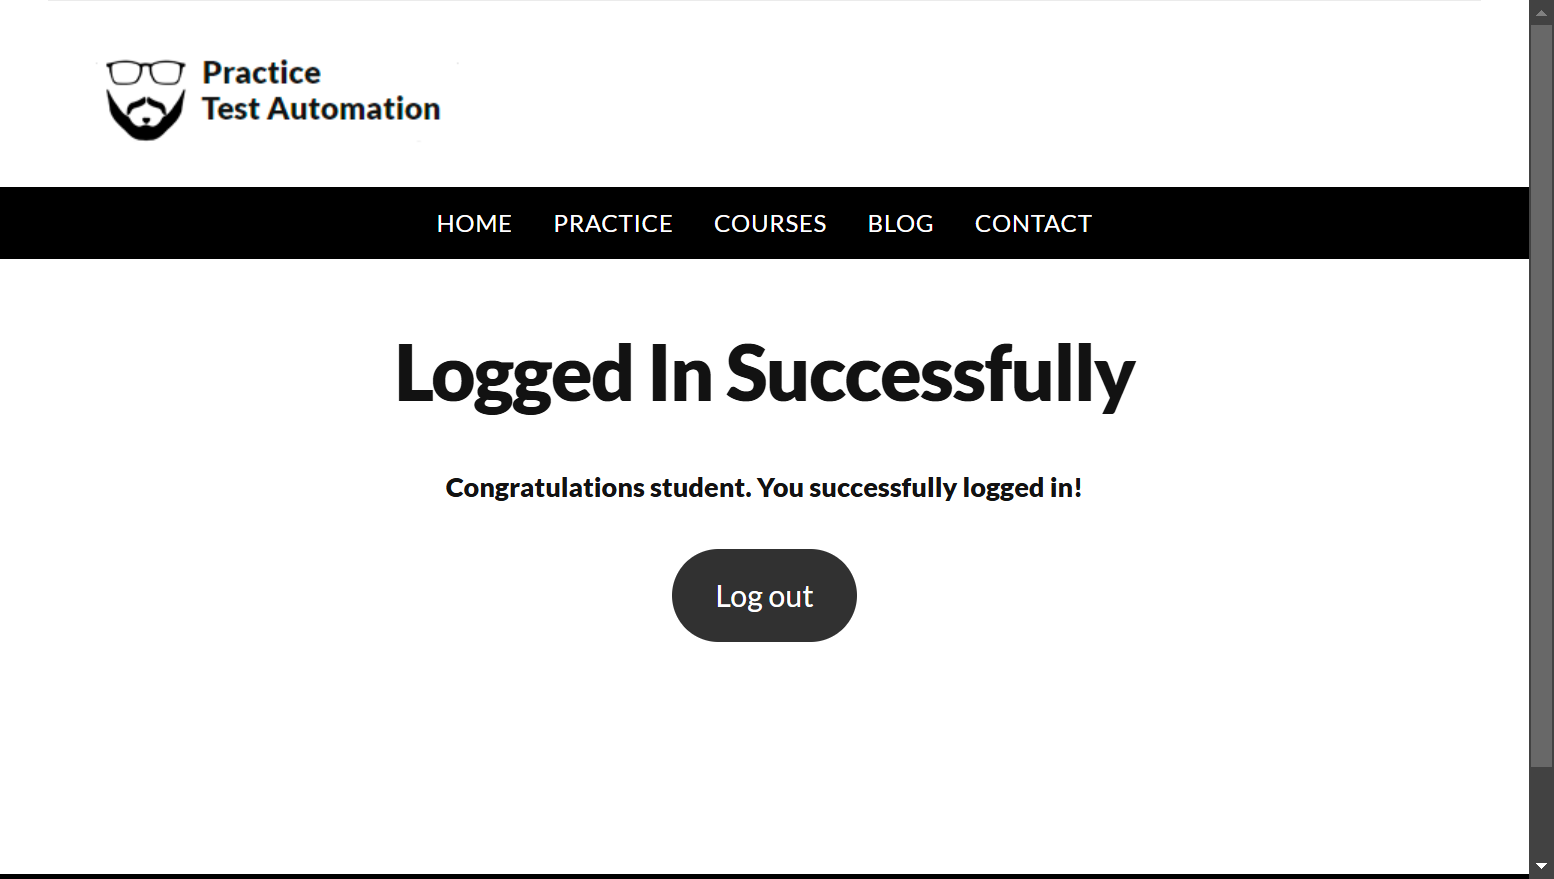 Practice
Test Automation
HOME PRACTICE COURSES BLOG CONTACT
Logged In Successfully
Congratulations student. You successfully logged in!
Log out